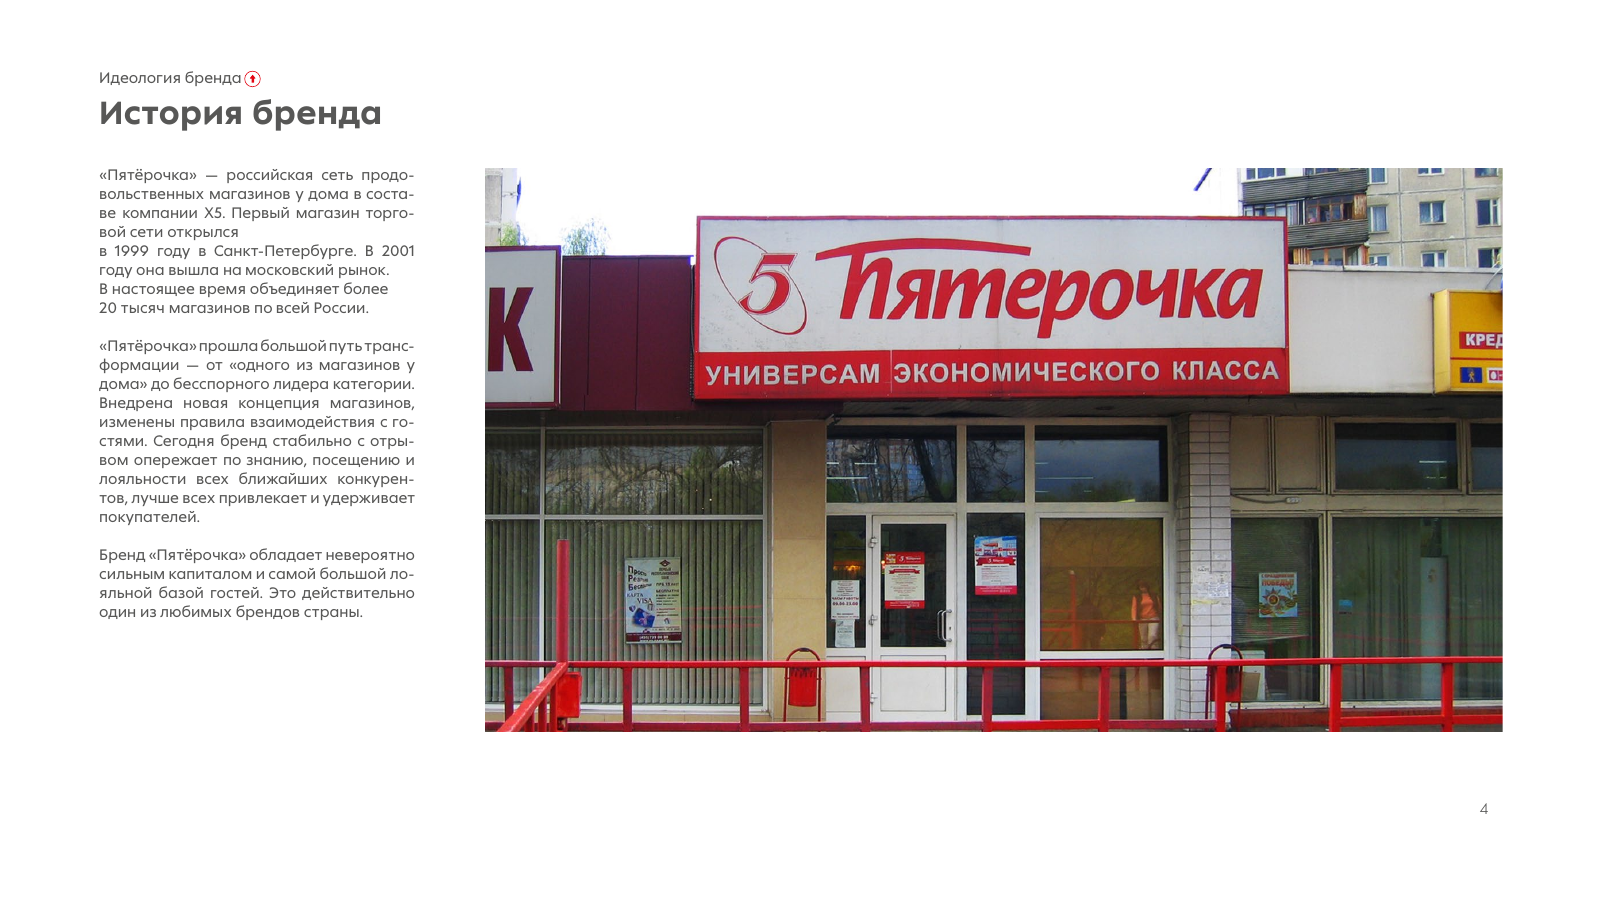 Идеология бренда
История бренда
«Пятёрочка» — российская сеть продо-
вольственных магазинов у дома в соста-
ве компании X5. Первый магазин торго-
вой сети открылся
в 1999 году в Санкт-Петербурге. В 2001
году она вышла на московский рынок.
В настоящее время объединяет более
20 тысяч магазинов по всей России.
«Пятёрочка» прошла большой путь транс-
формации — от «одного из магазинов у
дома» до бесспорного лидера категории.
Внедрена новая концепция магазинов,
изменены правила взаимодействия с го-
стями. Сегодня бренд стабильно с отры-
вом опережает по знанию, посещению и
лояльности всех ближайших конкурен-
тов, лучше всех привлекает и удерживает
покупателей.
Бренд «Пятёрочка» обладает невероятно
сильным капиталом и самой большой ло-
яльной базой гостей. Это действительно
один из любимых брендов страны.
К
5 Пятерочка
УНИВЕРСАМ ЭКОНОМИЧЕСКОГО КЛАССА
КРЕД
VISA
ПОБЕДЫ!
4